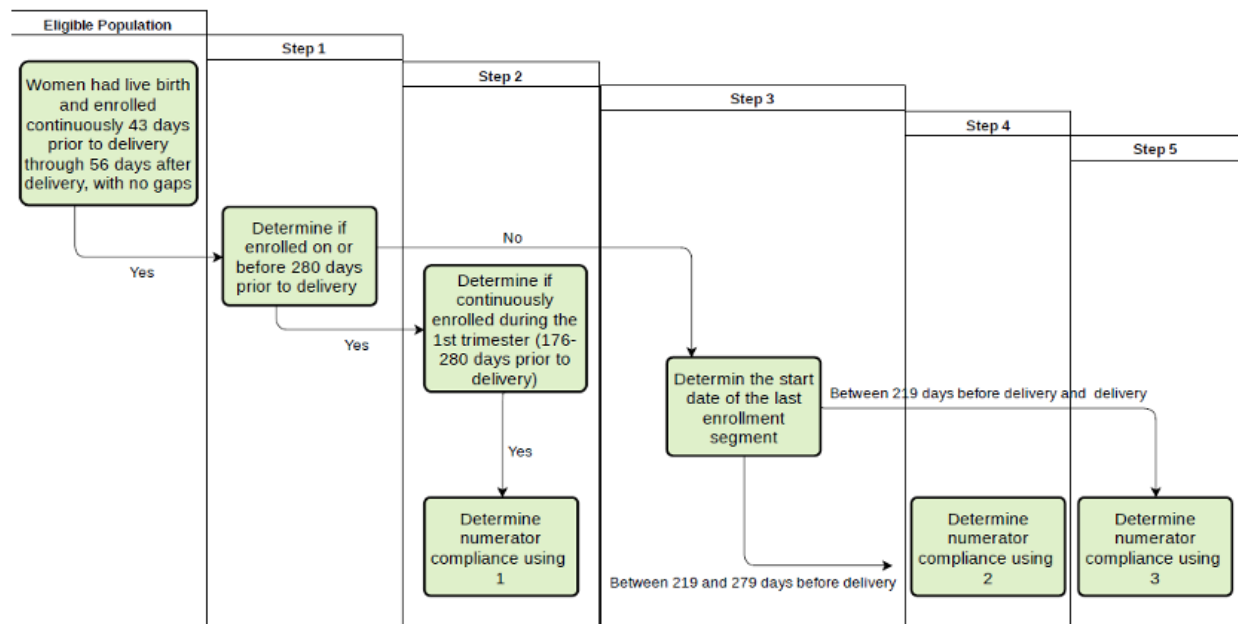 Eligible Population
Step 1
Step 2
Step 3
Step 4
Step 5
Women had live birth
and enrolled
continuously 43 days
prior to delivery
through 56 days after
delivery, with no gaps
Yes
Determine if
enrolled on or
before 280 days
prior to delivery
No
Yes
Determine if
continuously
enrolled during the
1st trimester (176-
280 days prior to
delivery)
Yes
Determine
numerator
compliance using
1
Determin the start
date of the last
enrollment
segment
Between 219 days before delivery and delivery
Between 219 and 279 days before delivery
Determine
numerator
compliance using
2
Determine
numerator
compliance using
3